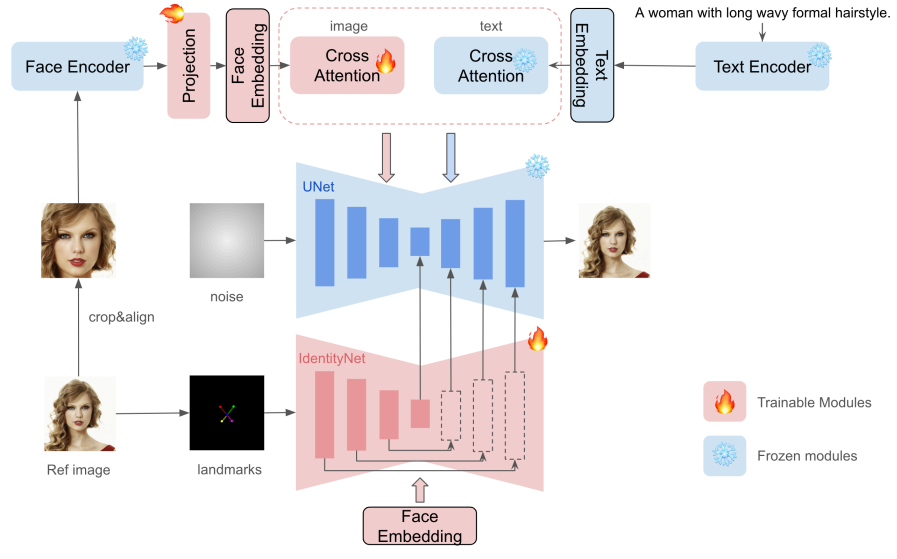 A woman with long wavy formal hairstyle.
image
text
Face Encoder
Projection
Face
Embedding
Cross
Attention
Cross
Attention
Text
Embedding
Text Encoder
UNet
noise
crop&align
IdentityNet
Ref image
landmarks
Trainable Modules
Frozen modules
Face
Embedding